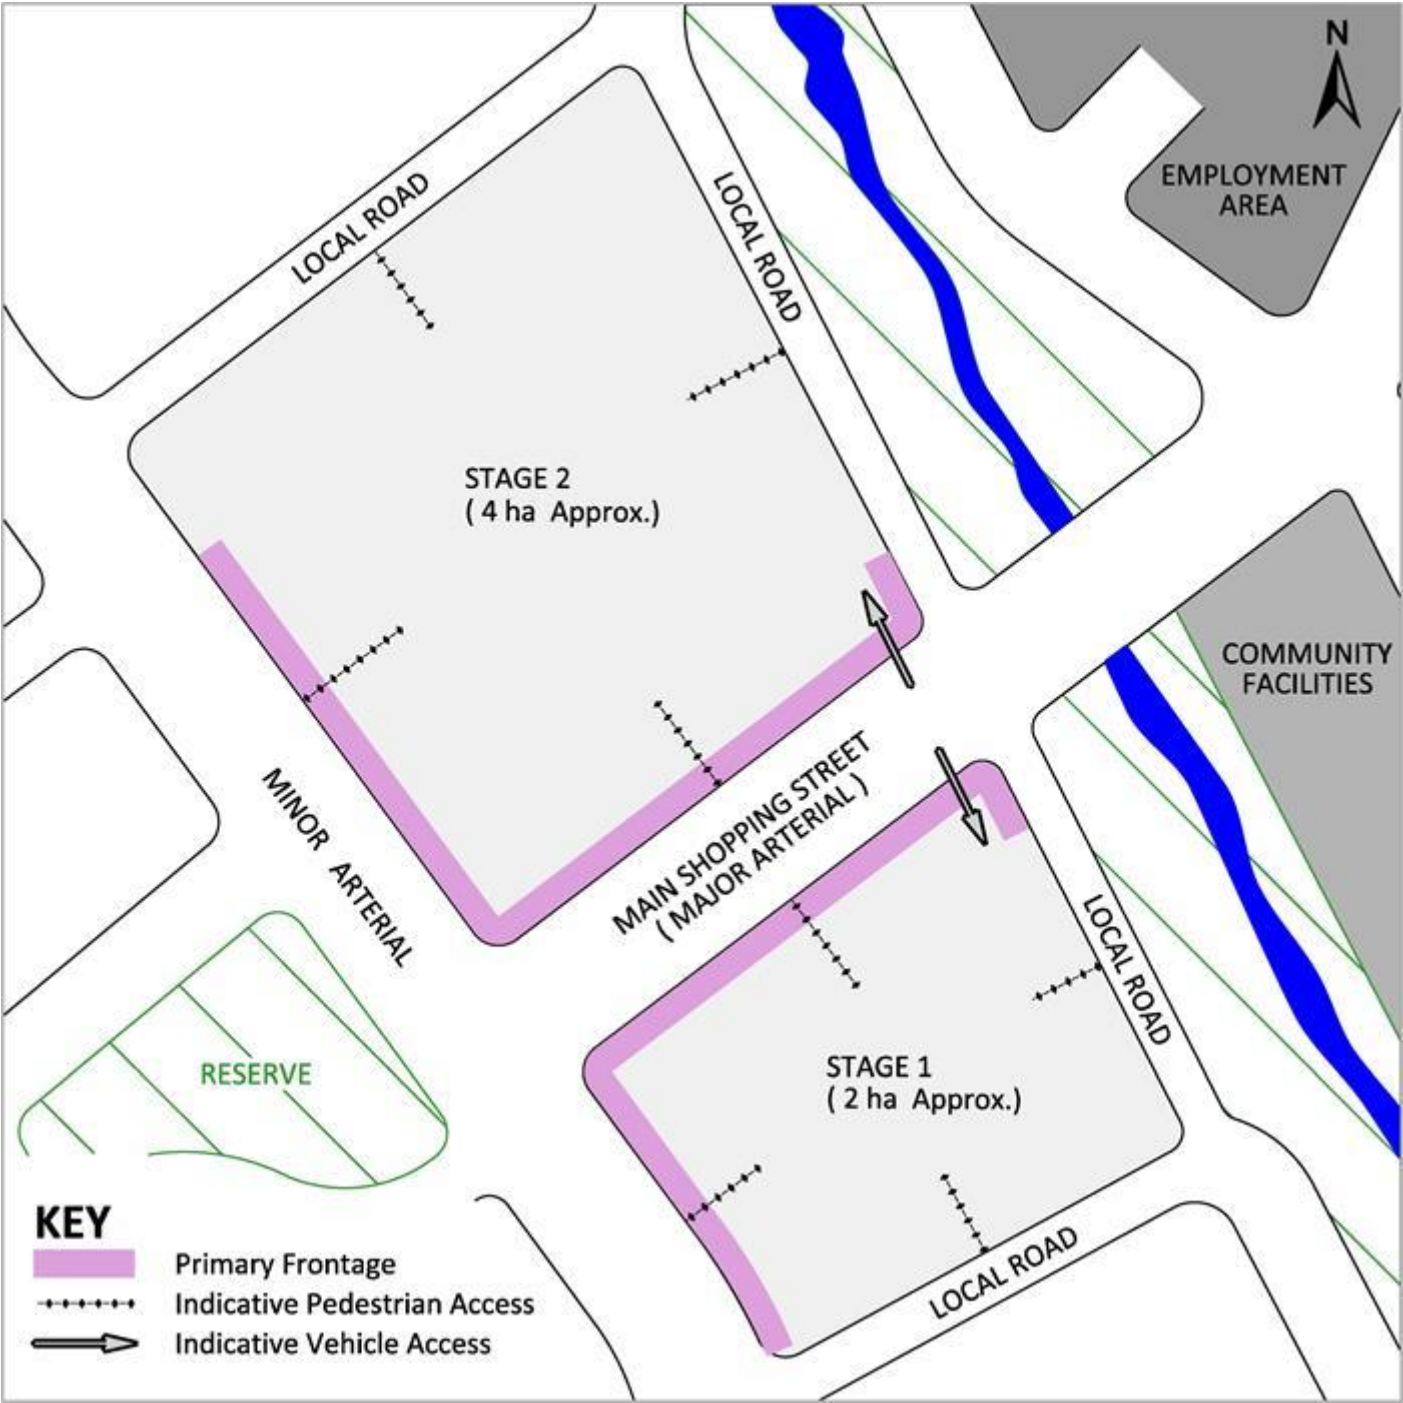 N
EMPLOYMENT
AREA
LOCAL ROAD
LOCAL ROAD
STAGE 2
( 4 ha Approx.)
COMMUNITY
FACILITIES
MINOR ARTERIAL
MAIN SHOPPING STREET
( MAJOR ARTERIAL )
LOCAL ROAD
STAGE 1
( 2 ha Approx.)
RESERVE
LOCAL ROAD
KEY
Primary Frontage
Indicative Pedestrian Access
Indicative Vehicle Access